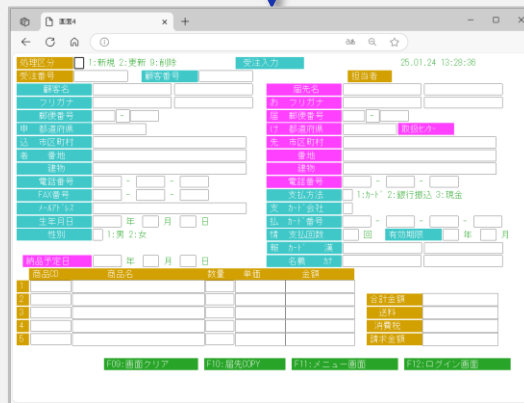 画面4
処理区分 1:新規 2:更新 9:削除 受注入力 25.01.24 13:29:36
受注番号 顧客番号 担当者
顧客名 届先名
フリガナ お フリガナ
郵便番号 - 届 郵便番号 -
申 都道府県 け 都道府県 取扱センター
込 市区町村 先 市区町村
者 番地 番地
建物 建物
電話番号 - - 電話番号 - -
FAX番号 - - 支払方法 1:カード 2:銀行振込 3:現金
メールアドレス 支 カード会社
生年月日 年 月 日 払 カード番号 - - -
性別 1:男 2:女 情 支払回数 回 有効期限 年 月
報 カード 漢
納品予定日 年 月 日 名義 カナ
商品CD 商品名 数量 単価 金額
1
2 合計金額
3 送料
4 消費税
5 請求金額
F09:画面クリア F10:届先COPY F11:メニュー画面 F12:ログイン画面